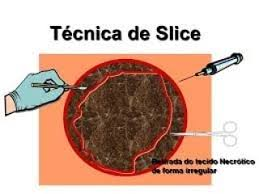 Técnica de Slice
Retirada do tecido Necrótico
de forma irregular